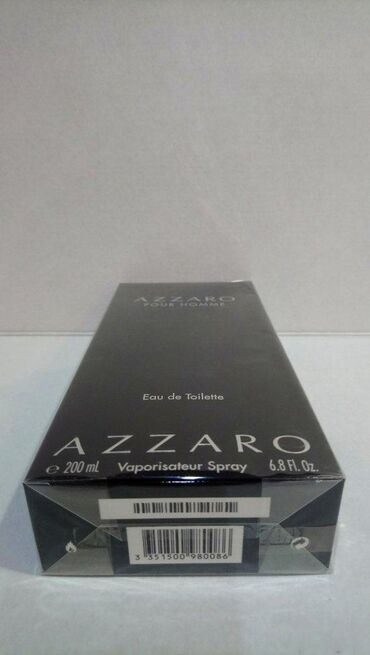 AZZARO
POUR HOMME
Eau de Toilette
AZZARO
℮ 200 ml Vaporisateur Spray 6.8 Fl. Oz.
3 351500 980086